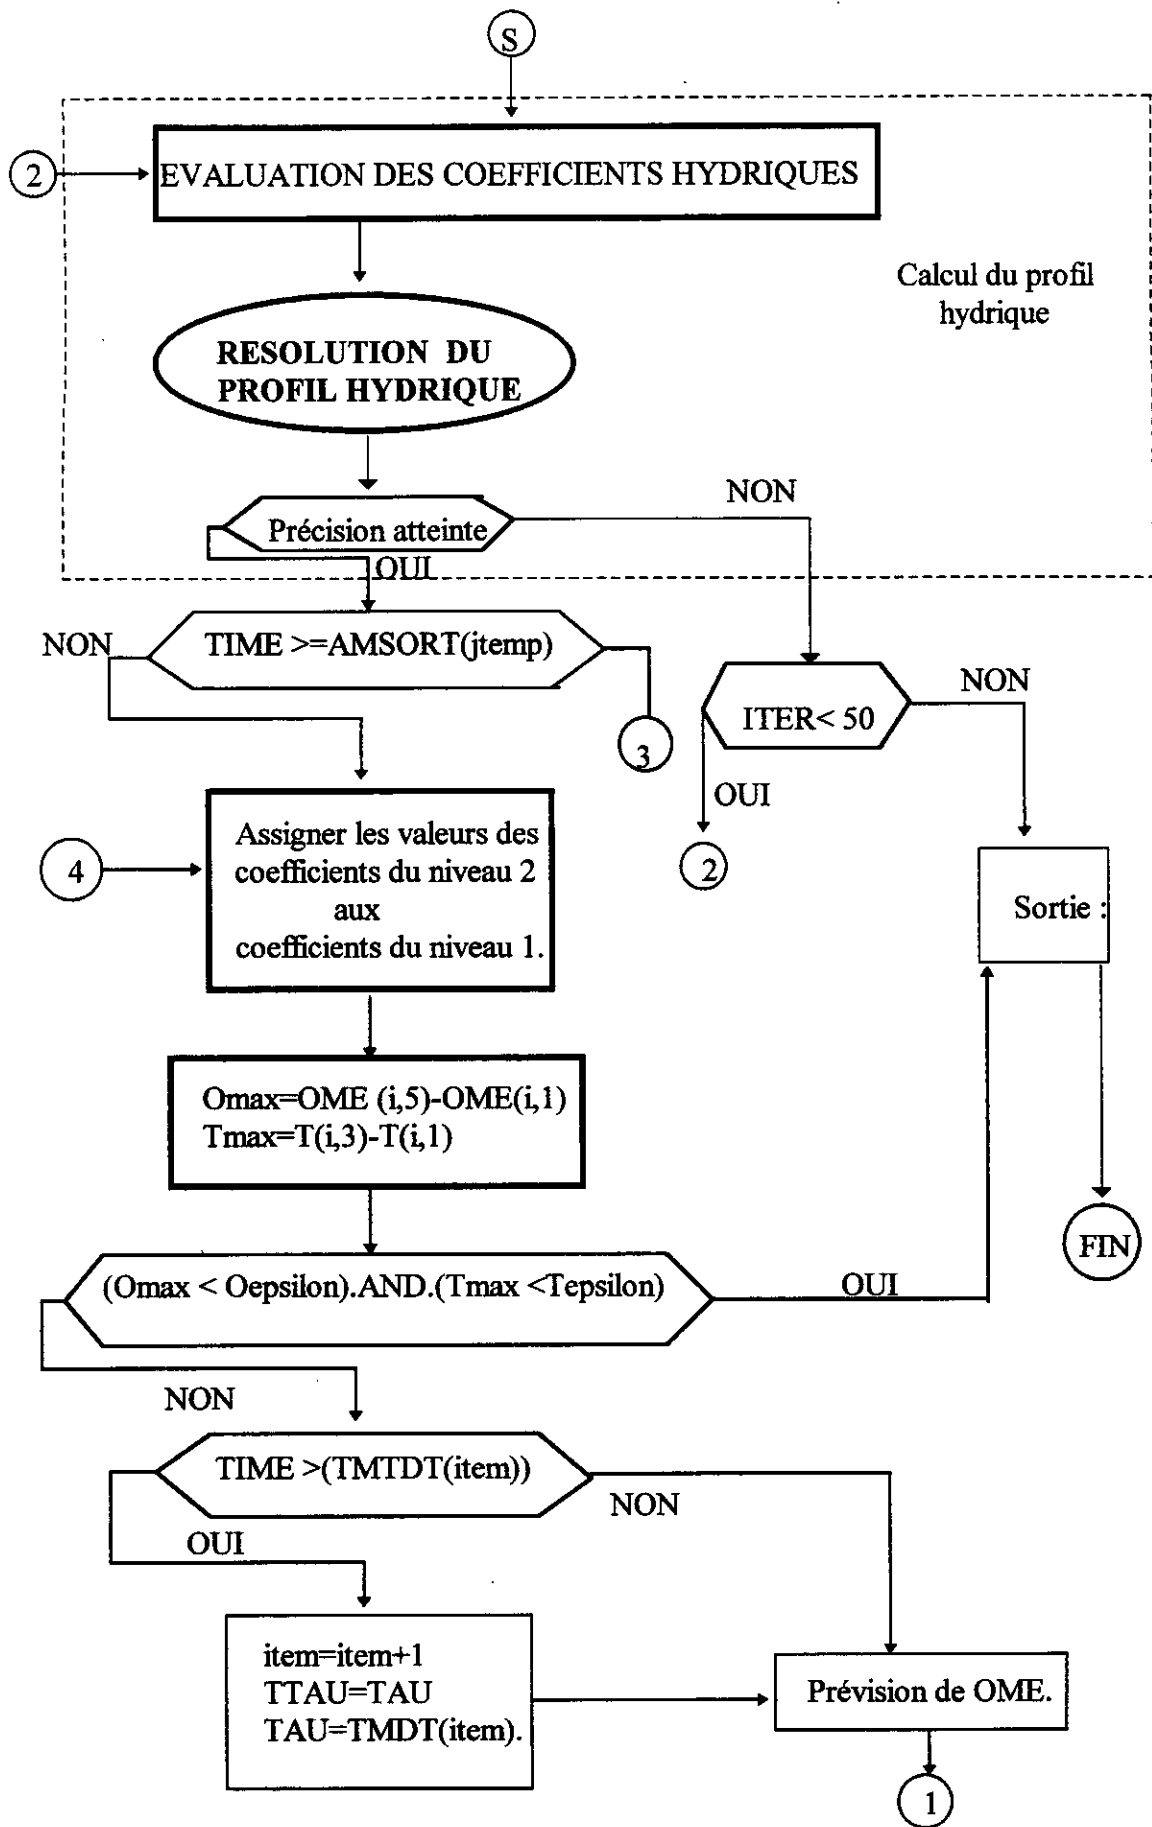 S
2
EVALUATION DES COEFFICIENTS HYDRIQUES
Calcul du profil
hydrique
RESOLUTION DU
PROFIL HYDRIQUE
NON
Précision atteinte
OUI
NON
TIME >=AMSORT(jtemp)
NON
ITER< 50
3
OUI
Assigner les valeurs des
coefficients du niveau 2
aux
coefficients du niveau 1.
4
2
Sortie :
Omax=OME (i,5)-OME(i,1)
Tmax=T(i,3)-T(i,1)
FIN
(Omax < Oepsilon).AND.(Tmax <Tepsilon)
OUI
NON
TIME >(TMTDT(item))
NON
OUI
item=item+1
TTAU=TAU
TAU=TMDT(item).
Prévision de OME.
1